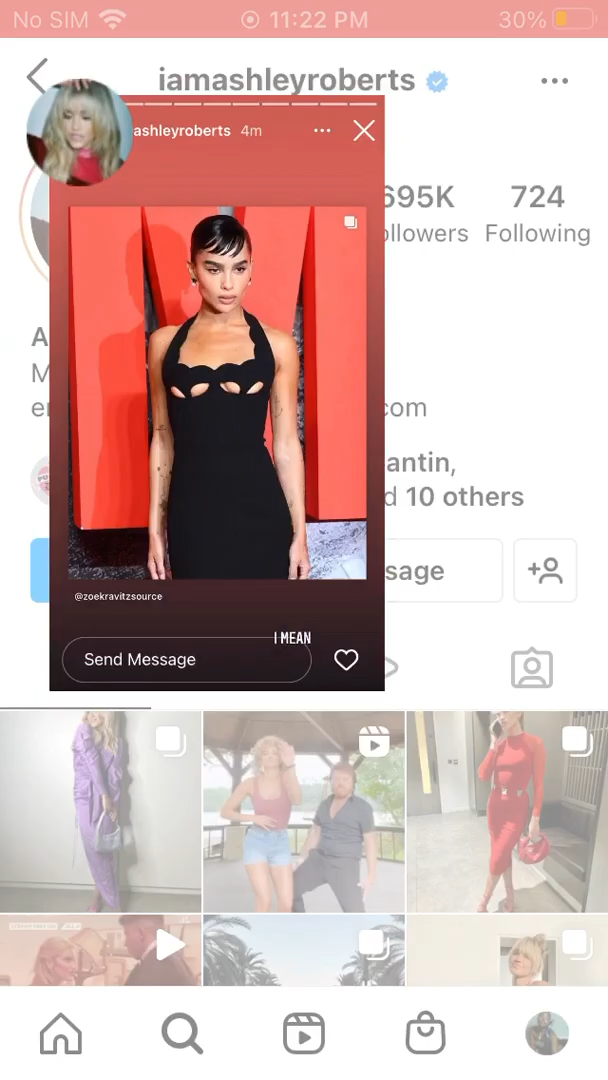 No SIM 11:22 PM 30%
iamashleyroberts
ashleyroberts 4m
695K 724
ollowers Following
A
M
er com
antin,
d 10 others
sage
@zoekravitzsource
I MEAN
Send Message